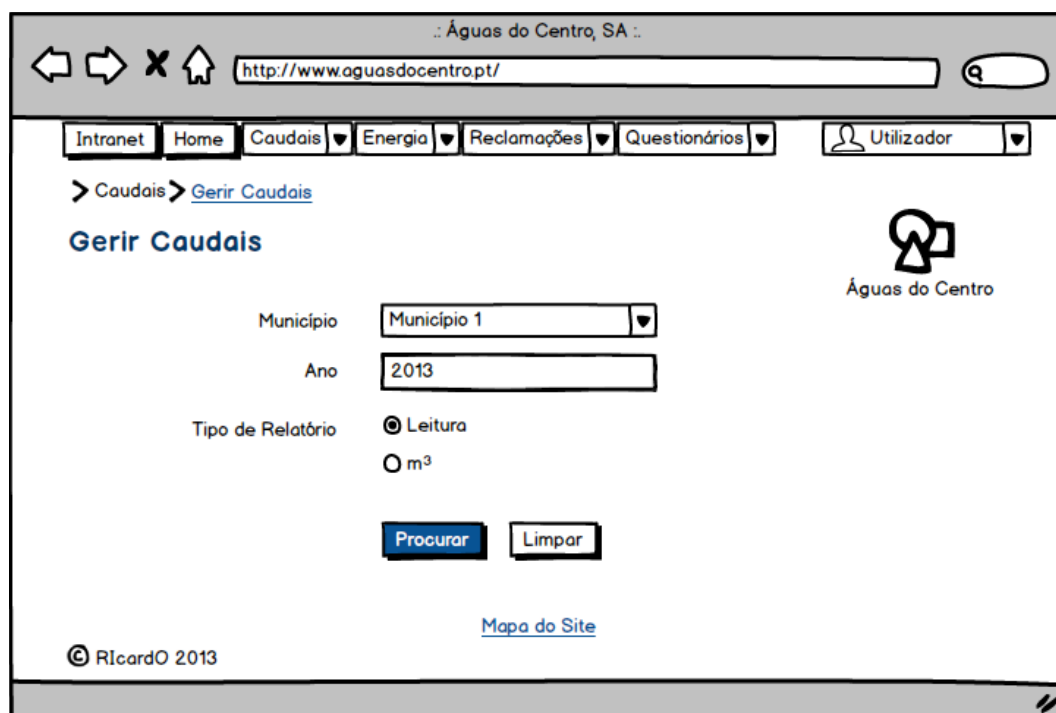 .: Águas do Centro, SA :.
http://www.aguasdocentro.pt/
Intranet Home Caudais Energia Reclamações Questionários Utilizador
Caudais Gerir Caudais
Gerir Caudais
Águas do Centro
Município Município 1
Ano 2013
Tipo de Relatório Leitura
m³
Procurar Limpar
Mapa do Site
© RIcardO 2013